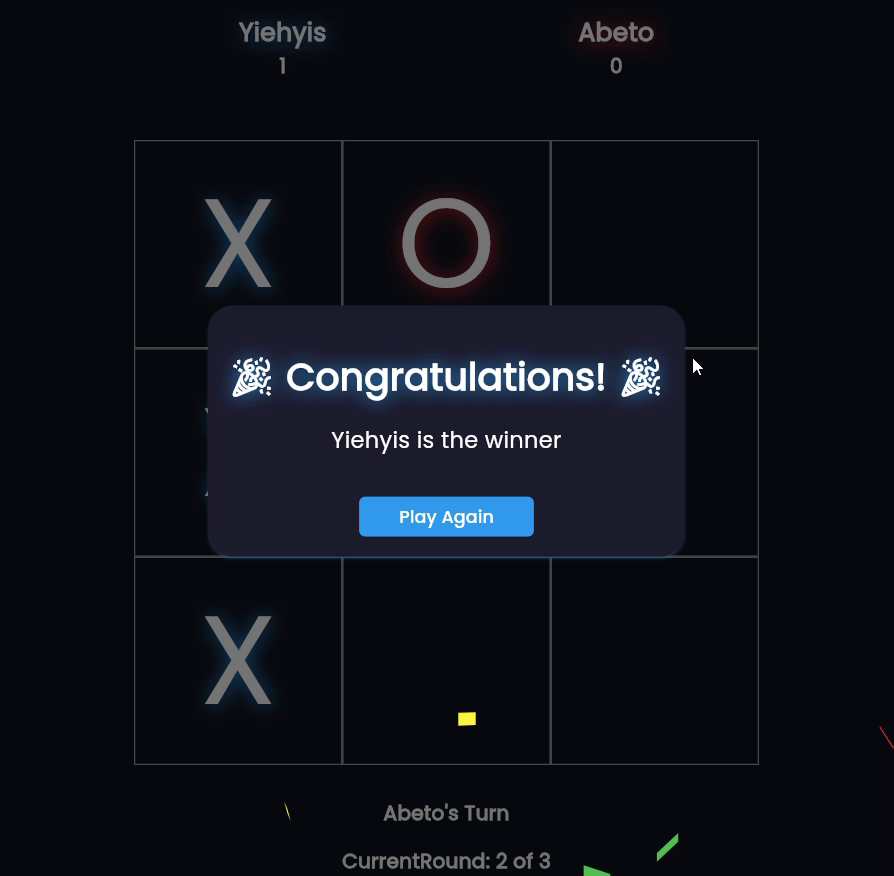 Yiehyis Abeto
1 0
X O
🎉 Congratulations! 🎉
Yiehyis is the winner
Play Again
X
Abeto's Turn
CurrentRound: 2 of 3